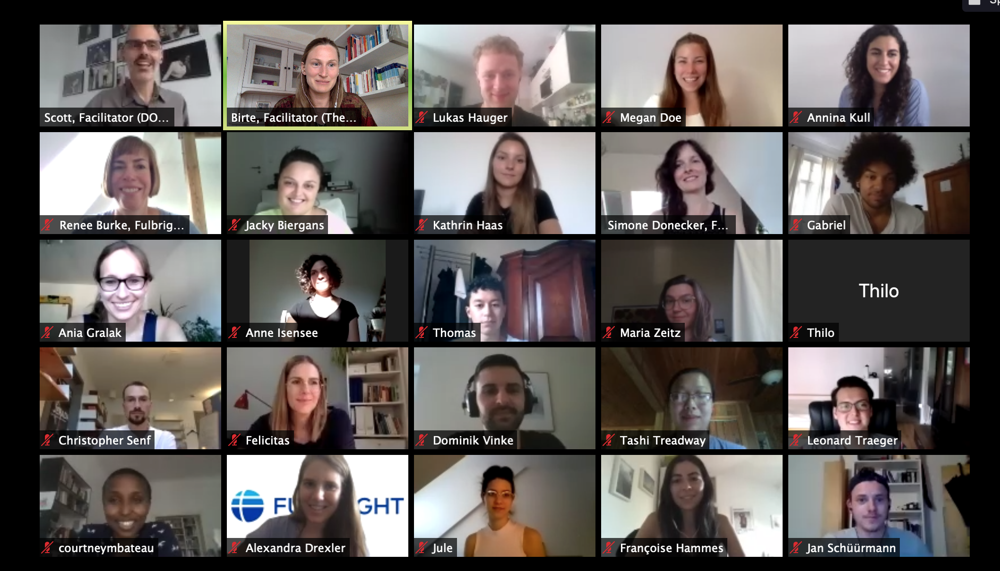 Sp
Scott, Facilitator (DO...
Birte, Facilitator (The...
Lukas Hauger
Megan Doe
Annina Kull
Renee Burke, Fulbrig...
Jacky Biergans
Kathrin Haas
Simone Donecker, F...
Gabriel
Ania Gralak
Anne Isensee
Thomas
Maria Zeitz
Thilo
Thilo
Christopher Senf
Felicitas
Dominik Vinke
Tashi Treadway
Leonard Traeger
courtneymbateau
FU GHT
Alexandra Drexler
Jule
Françoise Hammes
Jan Schüürmann